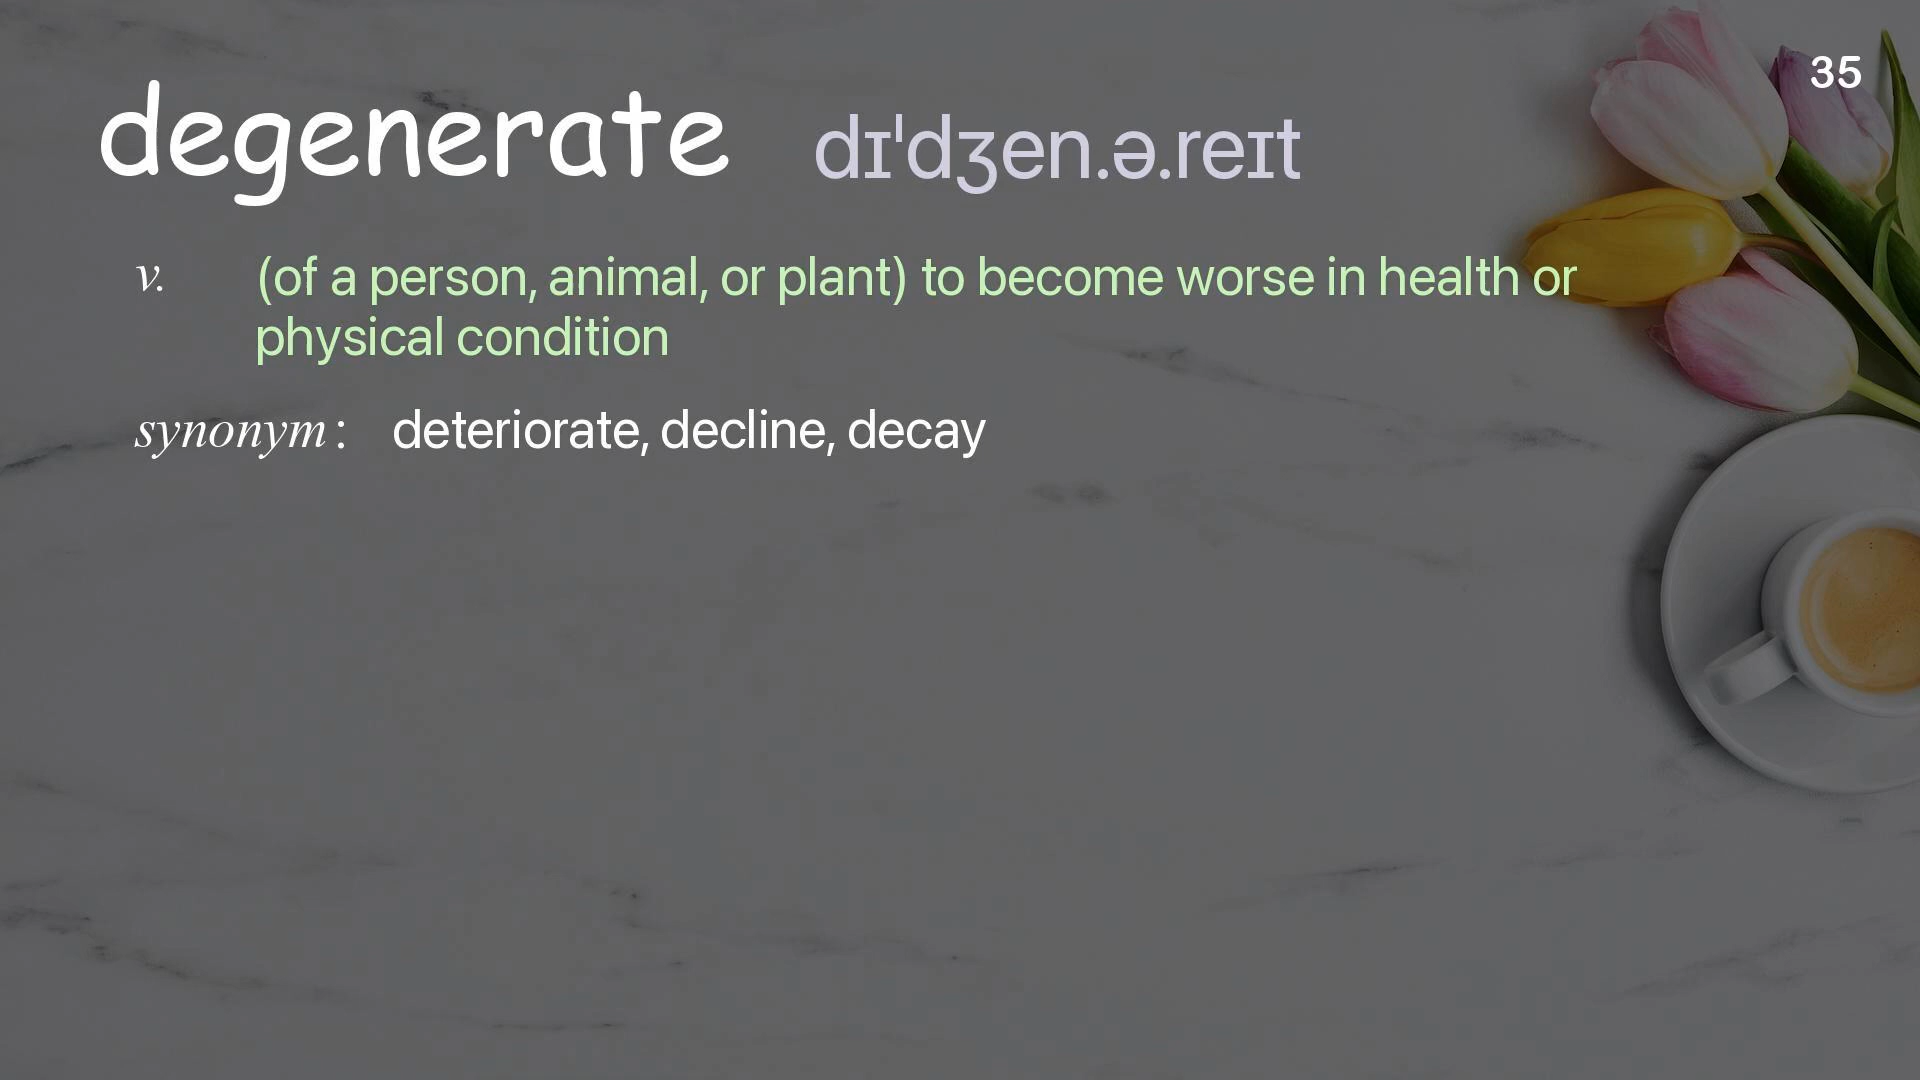 35
degenerate dɪˈdʒen.ə.reɪt
v. (of a person, animal, or plant) to become worse in health or
physical condition
synonym: deteriorate, decline, decay